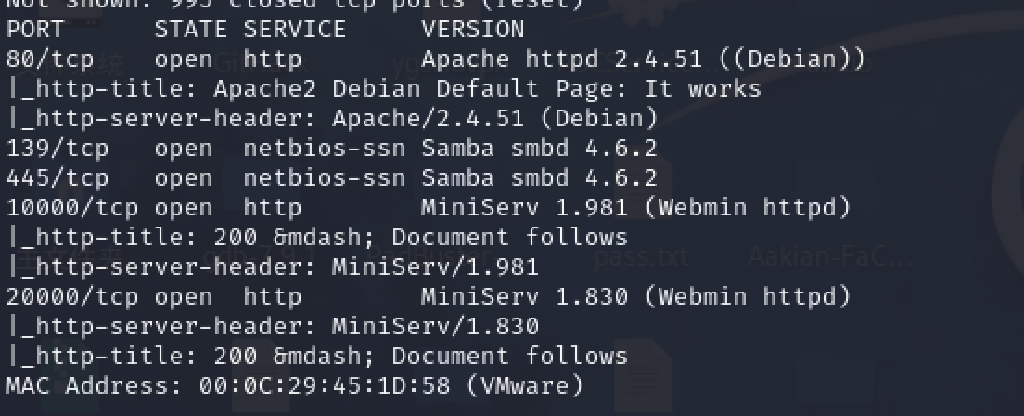 Not shown: 995 closed tcp ports (reset)
PORT      STATE SERVICE     VERSION
80/tcp    open  http        Apache httpd 2.4.51 ((Debian))
|_http-title: Apache2 Debian Default Page: It works
|_http-server-header: Apache/2.4.51 (Debian)
139/tcp   open  netbios-ssn Samba smbd 4.6.2
445/tcp   open  netbios-ssn Samba smbd 4.6.2
10000/tcp open  http        MiniServ 1.981 (Webmin httpd)
|_http-title: 200 &mdash; Document follows
|_http-server-header: MiniServ/1.981
pass.txt Aakian-FaC...
20000/tcp open  http        MiniServ 1.830 (Webmin httpd)
|_http-server-header: MiniServ/1.830
|_http-title: 200 &mdash; Document follows
MAC Address: 00:0C:29:45:1D:58 (VMware)